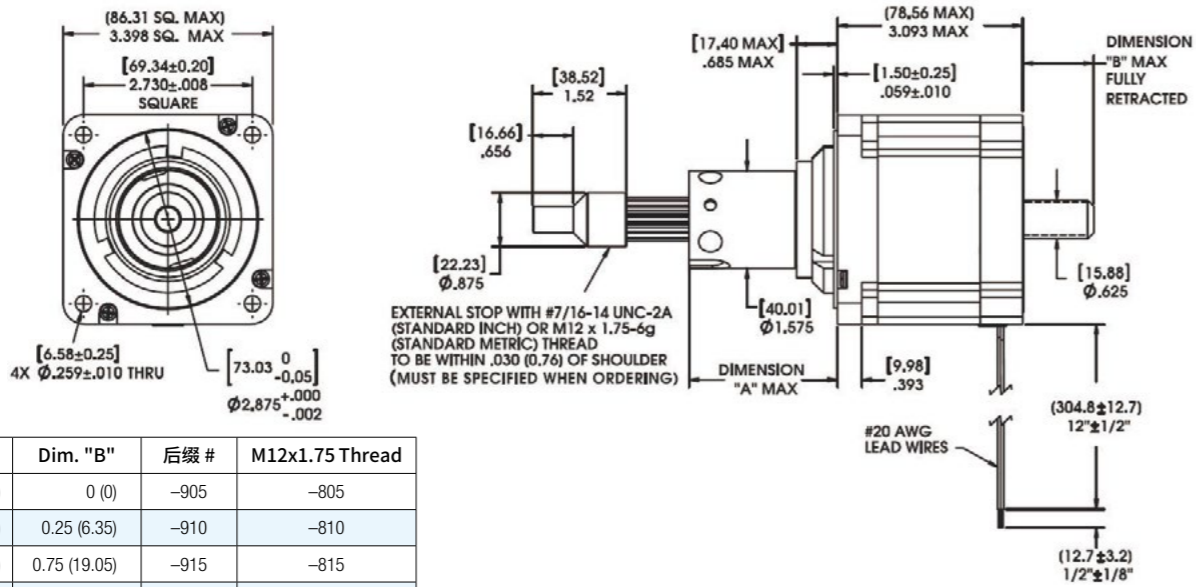 (86.31 SQ. MAX)
3.398 SQ. MAX
[69.34±0.20]
2.730±.008
SQUARE
[6.58±0.25]
4X Ø.259±.010 THRU
[73.03 0
-0.05]
Ø2.875+.000
-.002
(78.56 MAX)
3.093 MAX
[17.40 MAX]
.685 MAX
DIMENSION
"B" MAX
FULLY
RETRACTED
[1.50±0.25]
.059±.010
[38.52]
1.52
[16.66]
.656
[22.23]
Ø.875
[15.88]
Ø.625
[40.01]
Ø1.575
EXTERNAL STOP WITH #7/16-14 UNC-2A
(STANDARD INCH) OR M12 x 1.75-6g
(STANDARD METRIC) THREAD
TO BE WITHIN .030 (0.76) OF SHOULDER
(MUST BE SPECIFIED WHEN ORDERING)
DIMENSION
"A" MAX
[9.98]
.393
(304.8±12.7)
12"±1/2"
#20 AWG
LEAD WIRES
(12.7±3.2)
1/2"±1/8"
Dim. "B" 后缀 # M12x1.75 Thread
0 (0) –905 –805
0.25 (6.35) –910 –810
0.75 (19.05) –915 –815